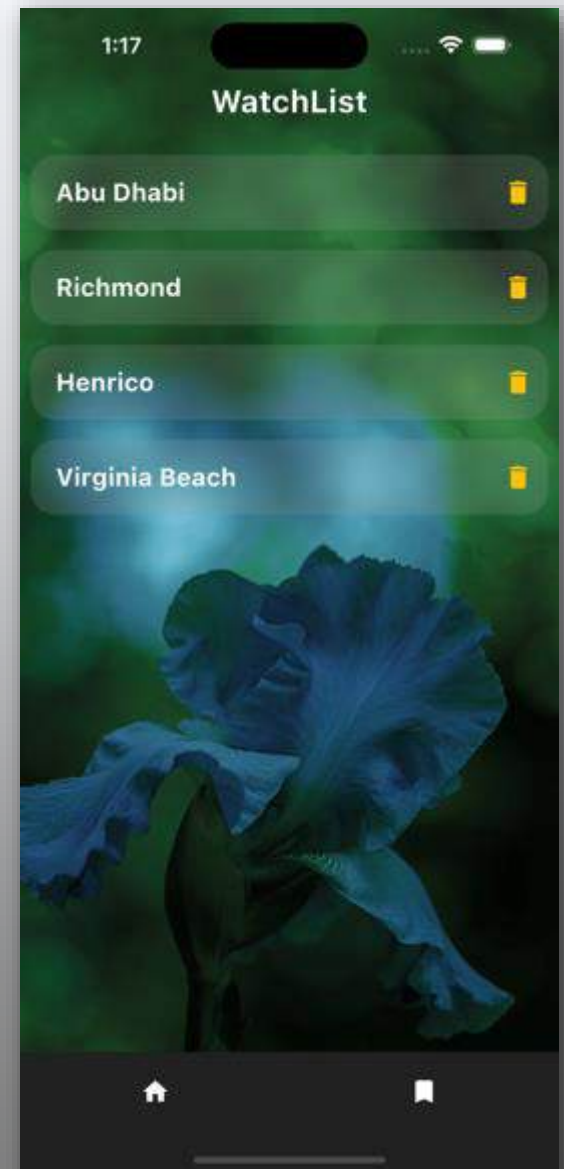 1:17
WatchList
Abu Dhabi
Richmond
Henrico
Virginia Beach